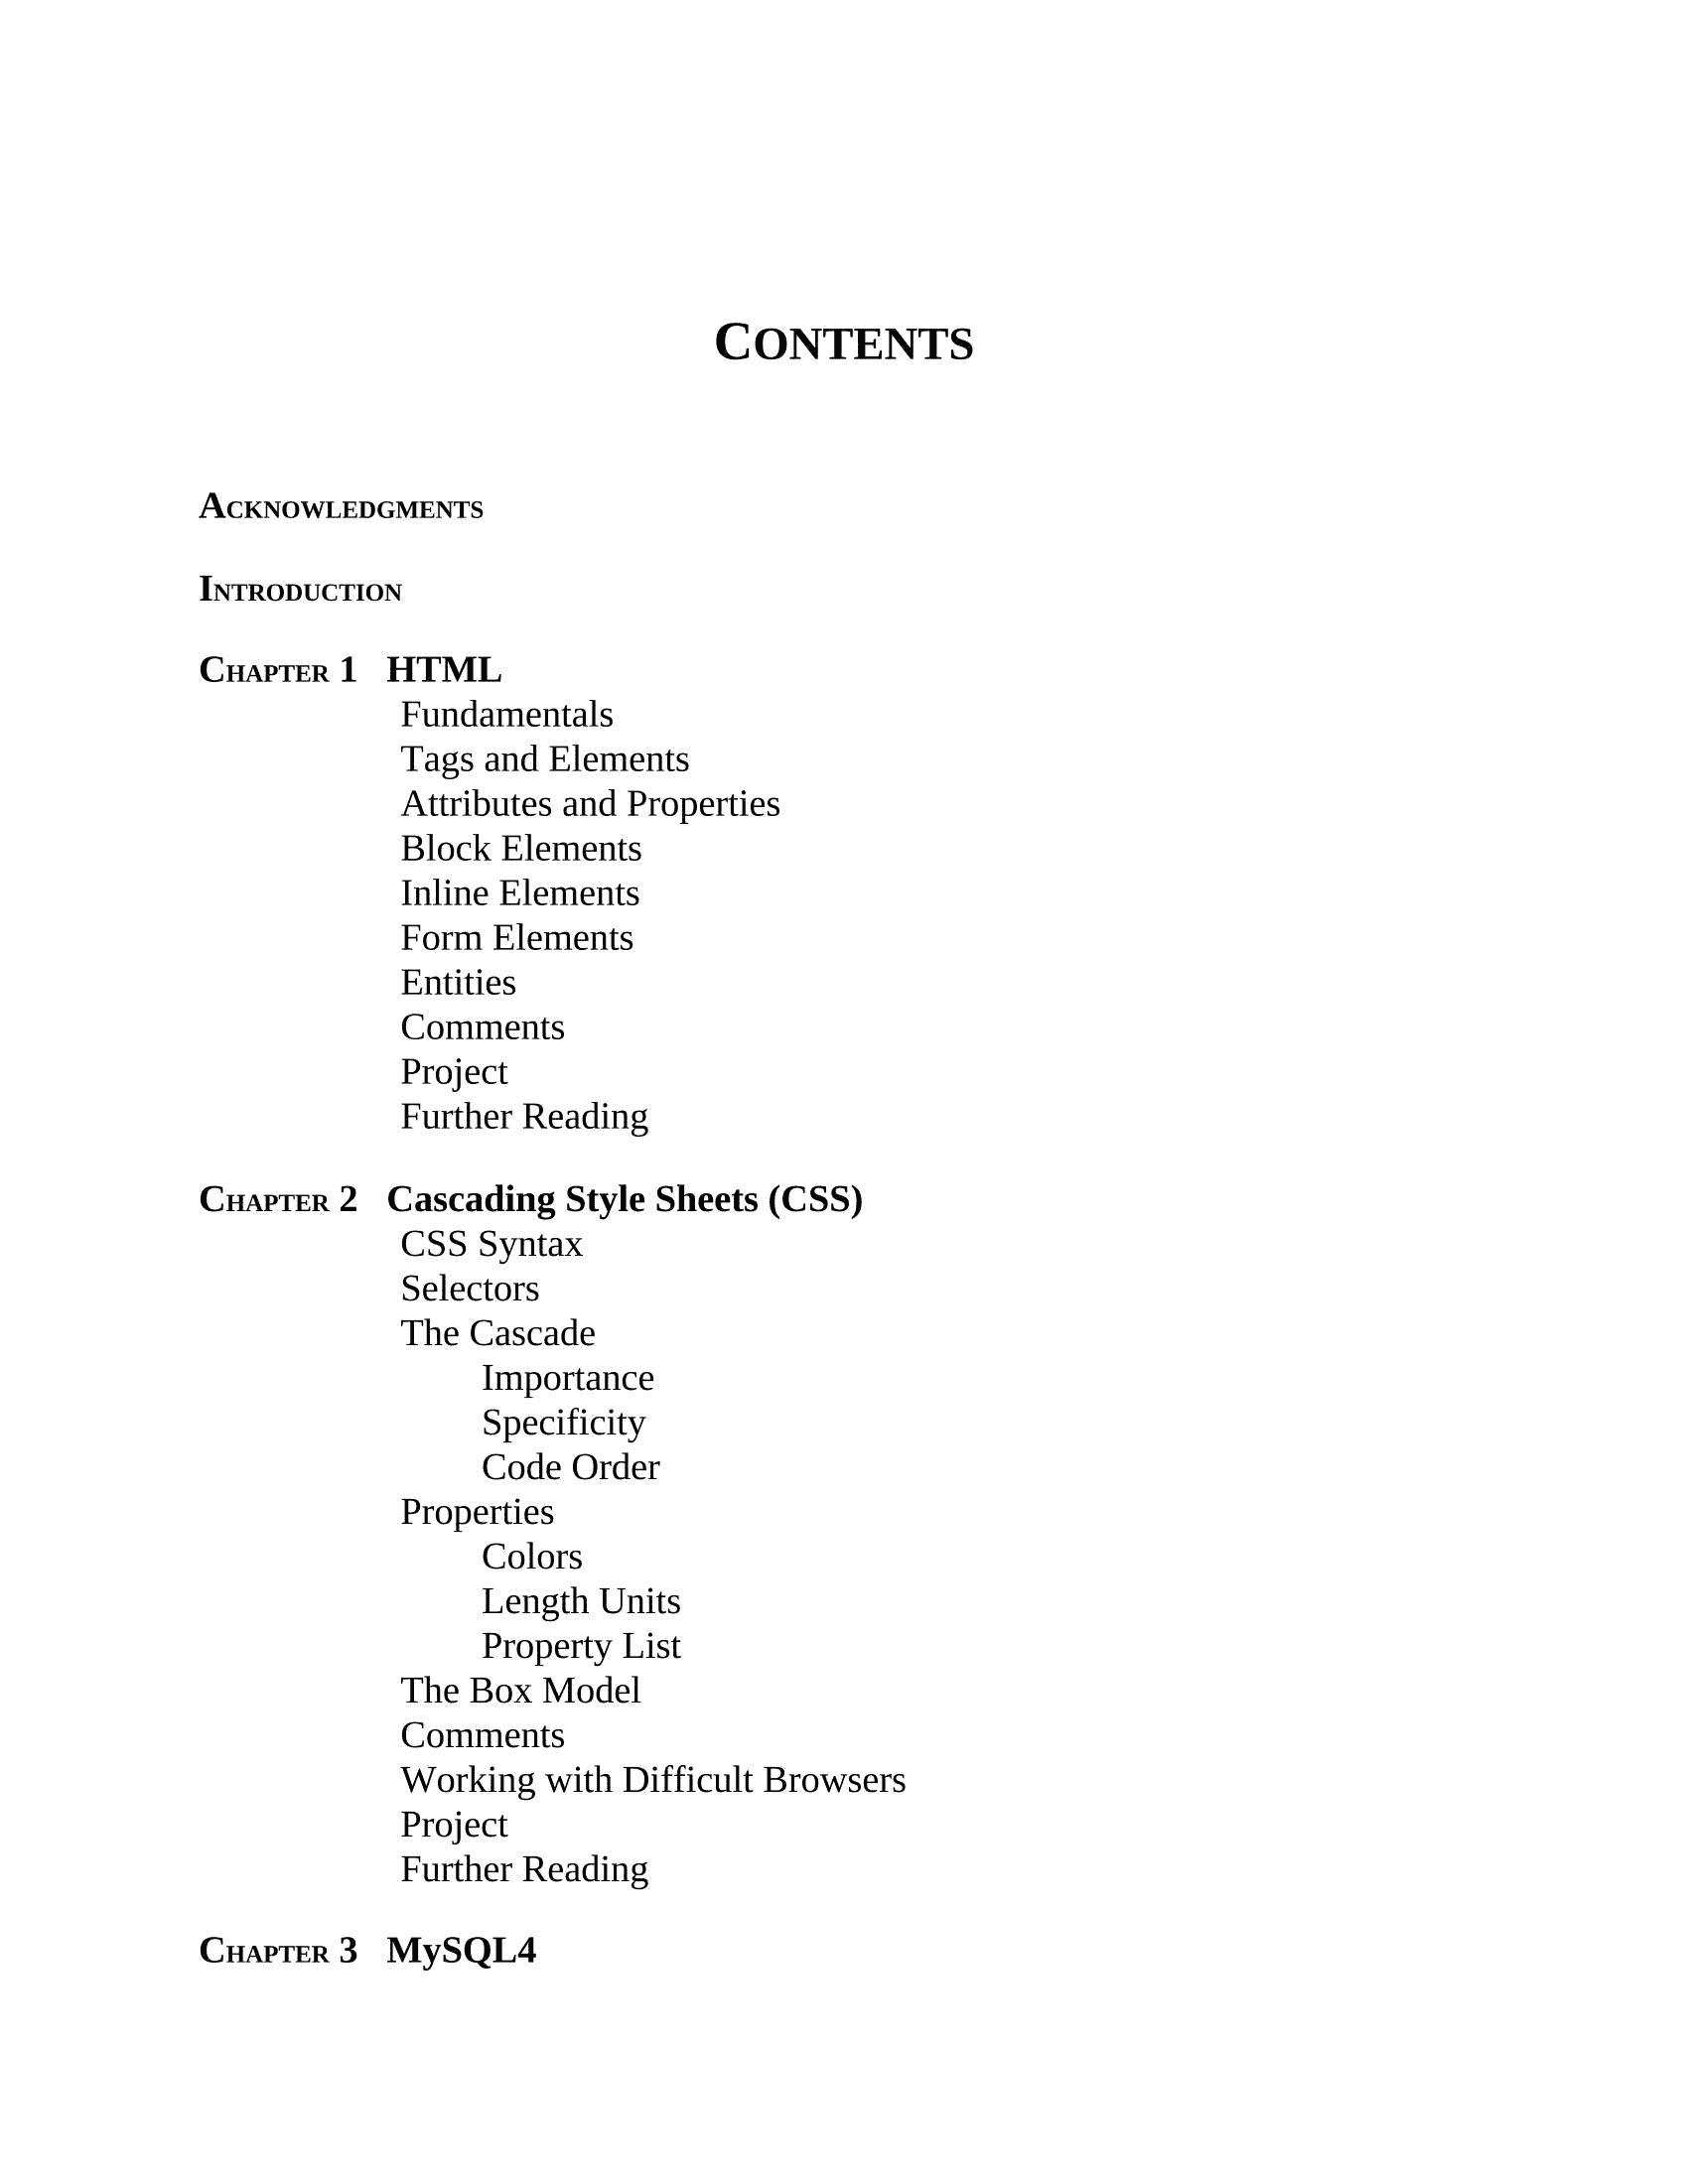 CONTENTS
ACKNOWLEDGMENTS
INTRODUCTION
CHAPTER 1 HTML
Fundamentals
Tags and Elements
Attributes and Properties
Block Elements
Inline Elements
Form Elements
Entities
Comments
Project
Further Reading
CHAPTER 2 Cascading Style Sheets (CSS)
CSS Syntax
Selectors
The Cascade
Importance
Specificity
Code Order
Properties
Colors
Length Units
Property List
The Box Model
Comments
Working with Difficult Browsers
Project
Further Reading
CHAPTER 3 MySQL4